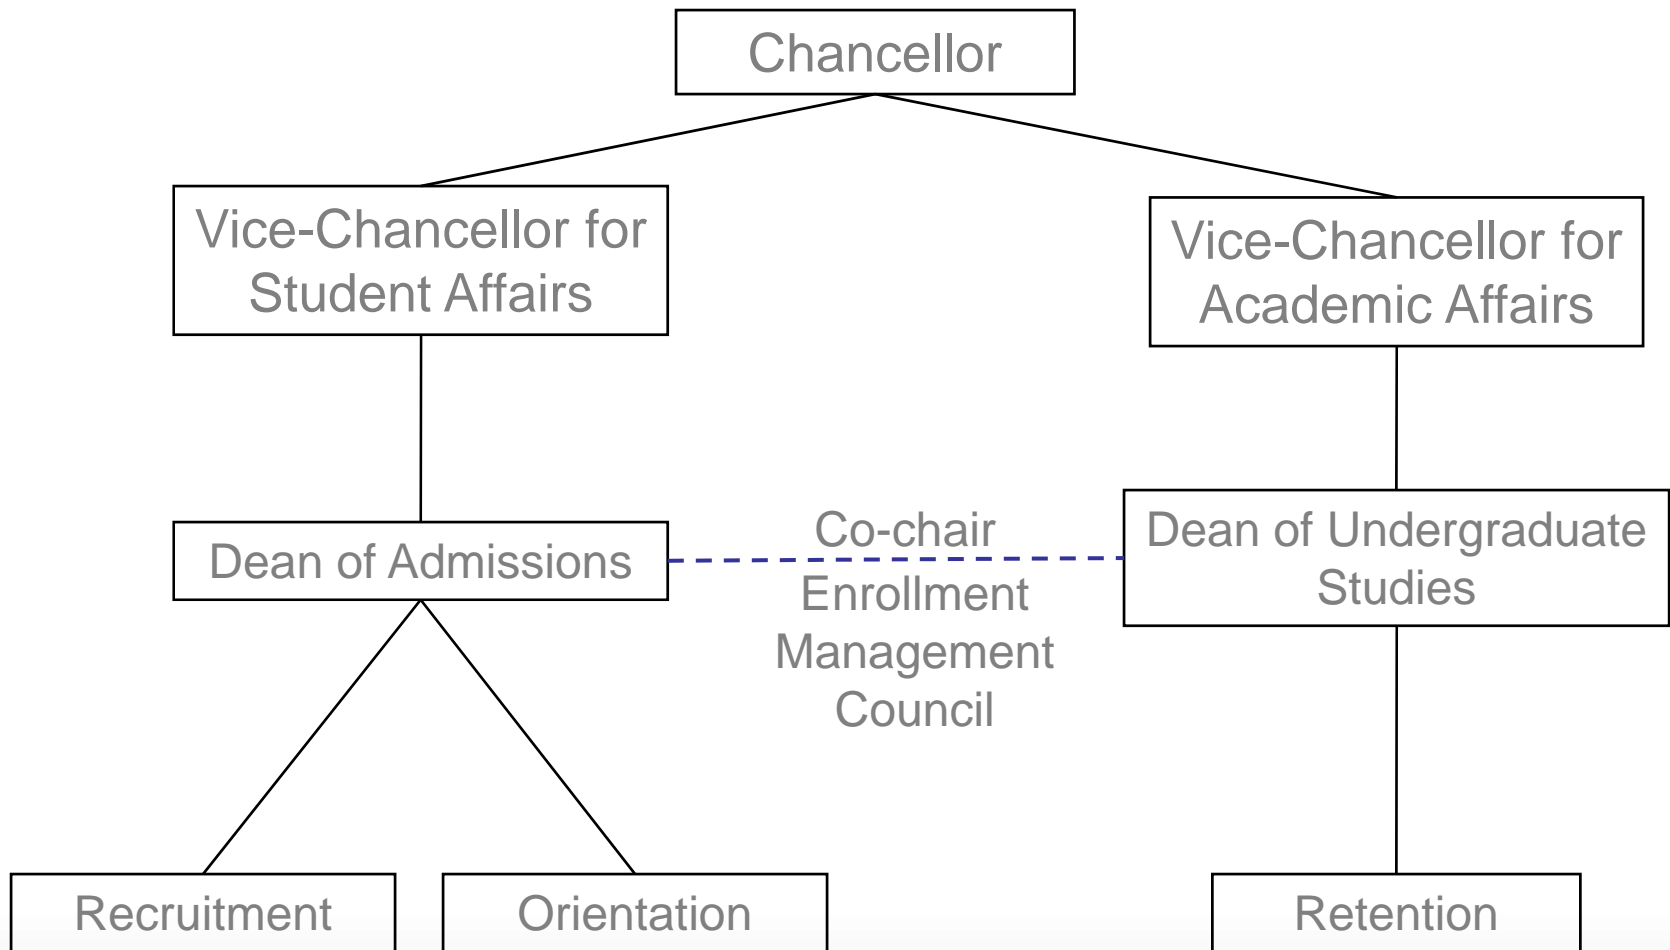 Chancellor
Vice-Chancellor for
Student Affairs
Vice-Chancellor for
Academic Affairs
Dean of Admissions
Co-chair
Enrollment
Management
Council
Dean of Undergraduate
Studies
Recruitment
Orientation
Retention